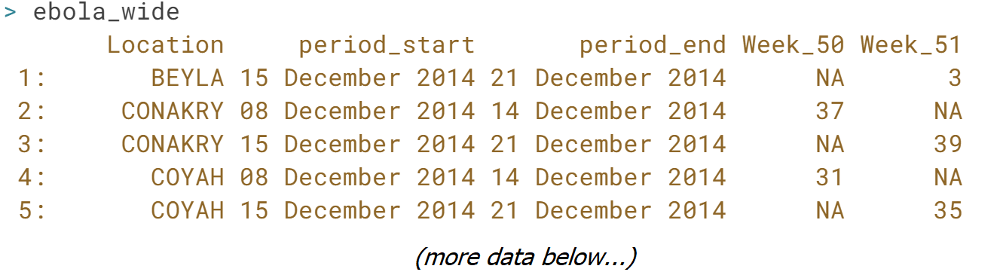 > ebola_wide
Location period_start period_end Week_50 Week_51
1: BEYLA 15 December 2014 21 December 2014 NA 3
2: CONAKRY 08 December 2014 14 December 2014 37 NA
3: CONAKRY 15 December 2014 21 December 2014 NA 39
4: COYAH 08 December 2014 14 December 2014 31 NA
5: COYAH 15 December 2014 21 December 2014 NA 35
(more data below...)